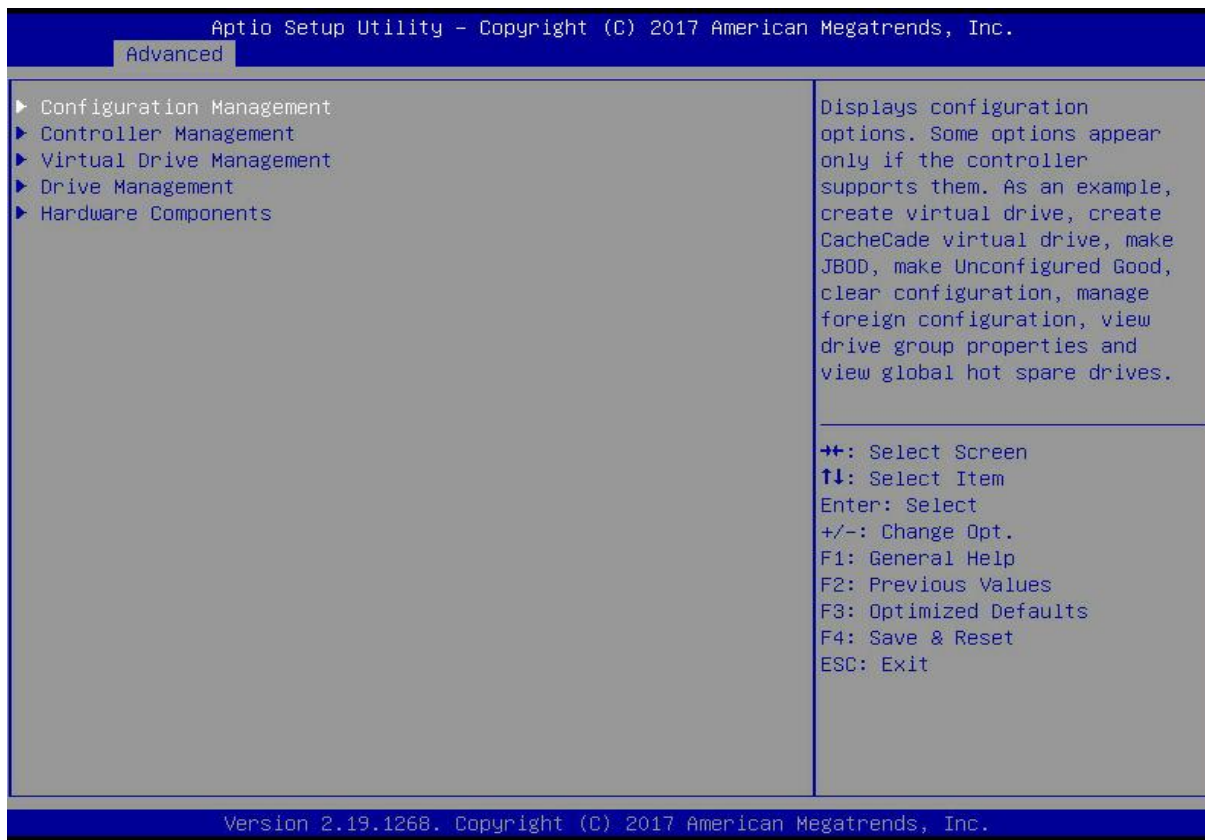 Aptio Setup Utility – Copyright (C) 2017 American Megatrends, Inc.
Advanced
▶ Configuration Management
▶ Controller Management
▶ Virtual Drive Management
▶ Drive Management
▶ Hardware Components
Displays configuration
options. Some options appear
only if the controller
supports them. As an example,
create virtual drive, create
CacheCade virtual drive, make
JBOD, make Unconfigured Good,
clear configuration, manage
foreign configuration, view
drive group properties and
view global hot spare drives.
→←: Select Screen
↑↓: Select Item
Enter: Select
+/-: Change Opt.
F1: General Help
F2: Previous Values
F3: Optimized Defaults
F4: Save & Reset
ESC: Exit
Version 2.19.1268. Copyright (C) 2017 American Megatrends, Inc.